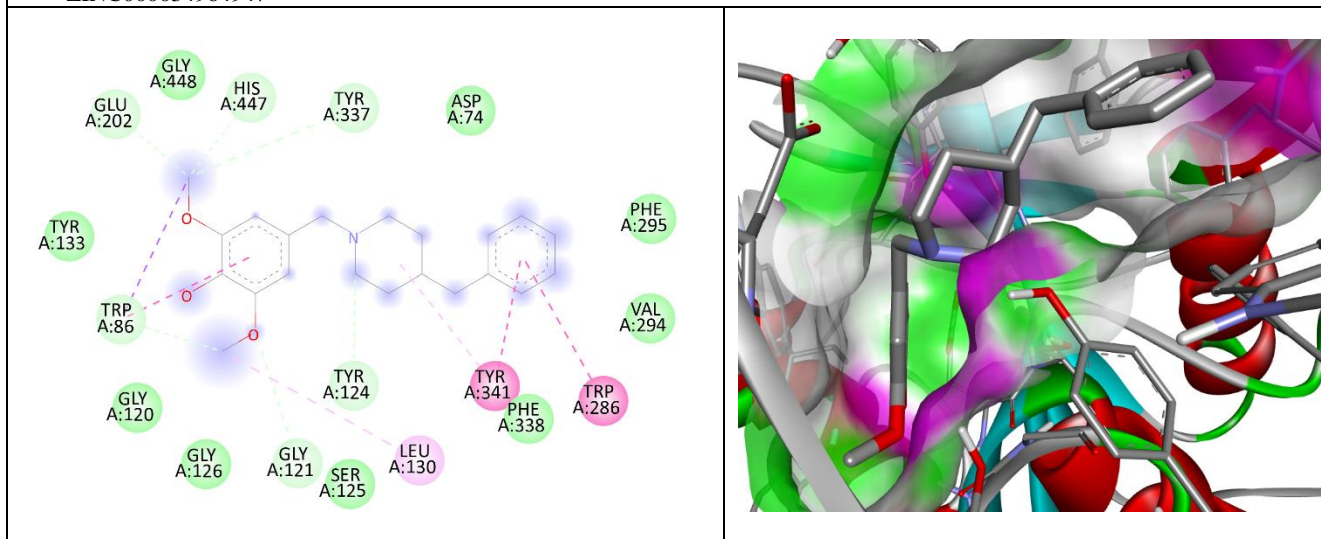 GLY
A:448
GLU
A:202
HIS
A:447
TYR
A:337
ASP
A:74
TYR
A:133
O
N
PHE
A:295
O
TRP
A:86
O
VAL
A:294
GLY
A:120
TYR
A:124
TYR
A:341
PHE
A:338
TRP
A:286
GLY
A:126
GLY
A:121
SER
A:125
LEU
A:130